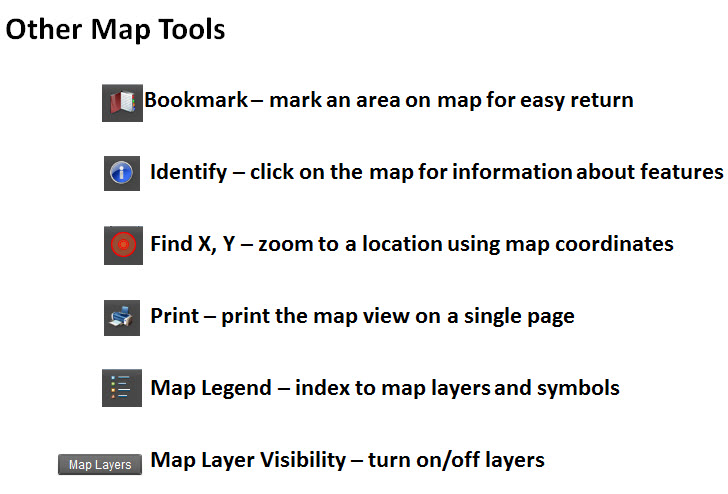 Other Map Tools
Bookmark – mark an area on map for easy return
Identify – click on the map for information about features
Find X, Y – zoom to a location using map coordinates
Print – print the map view on a single page
Map Legend – index to map layers and symbols
Map Layers Map Layer Visibility – turn on/off layers